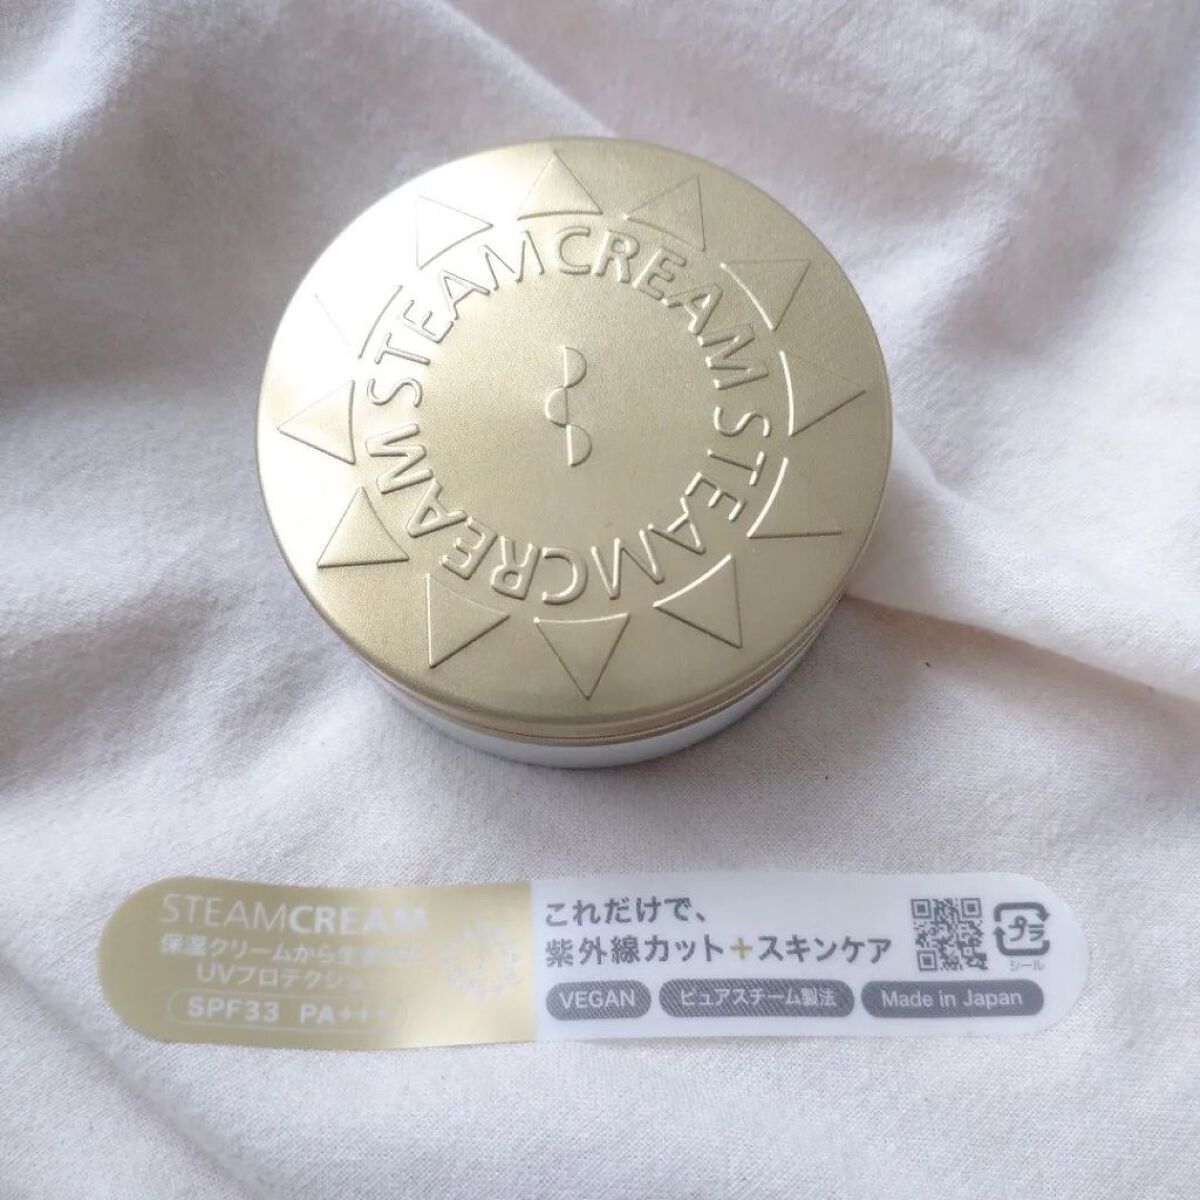 STEAMCREAM STEAMCREAM
STEAMCREAM
保湿クリームから生まれた
UVプロテクション
SPF33 PA+++
これだけで、
紫外線カット+スキンケア
VEGAN
ピュアスチーム製法
Made in Japan
プラ
シール